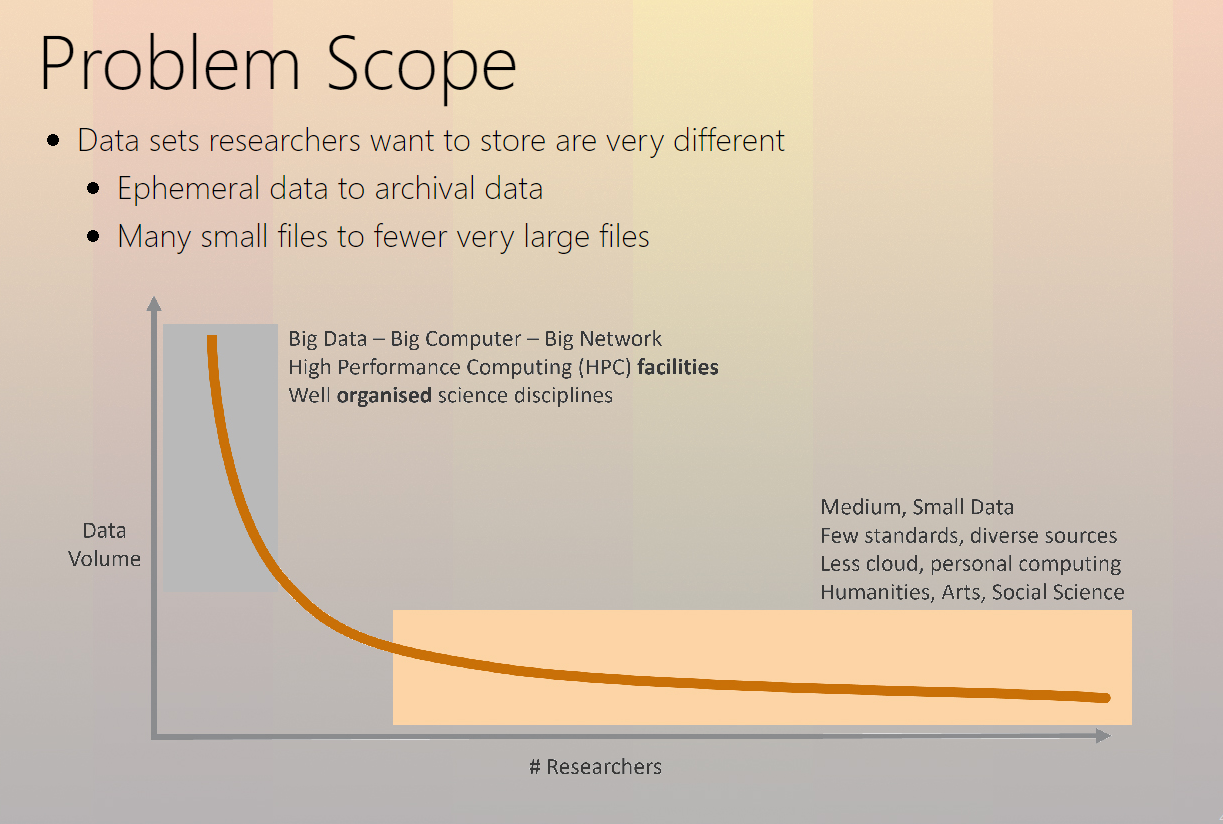 Problem Scope
• Data sets researchers want to store are very different
• Ephemeral data to archival data
• Many small files to fewer very large files
Big Data – Big Computer – Big Network
High Performance Computing (HPC) facilities
Well organised science disciplines
Data
Volume
Medium, Small Data
Few standards, diverse sources
Less cloud, personal computing
Humanities, Arts, Social Science
# Researchers